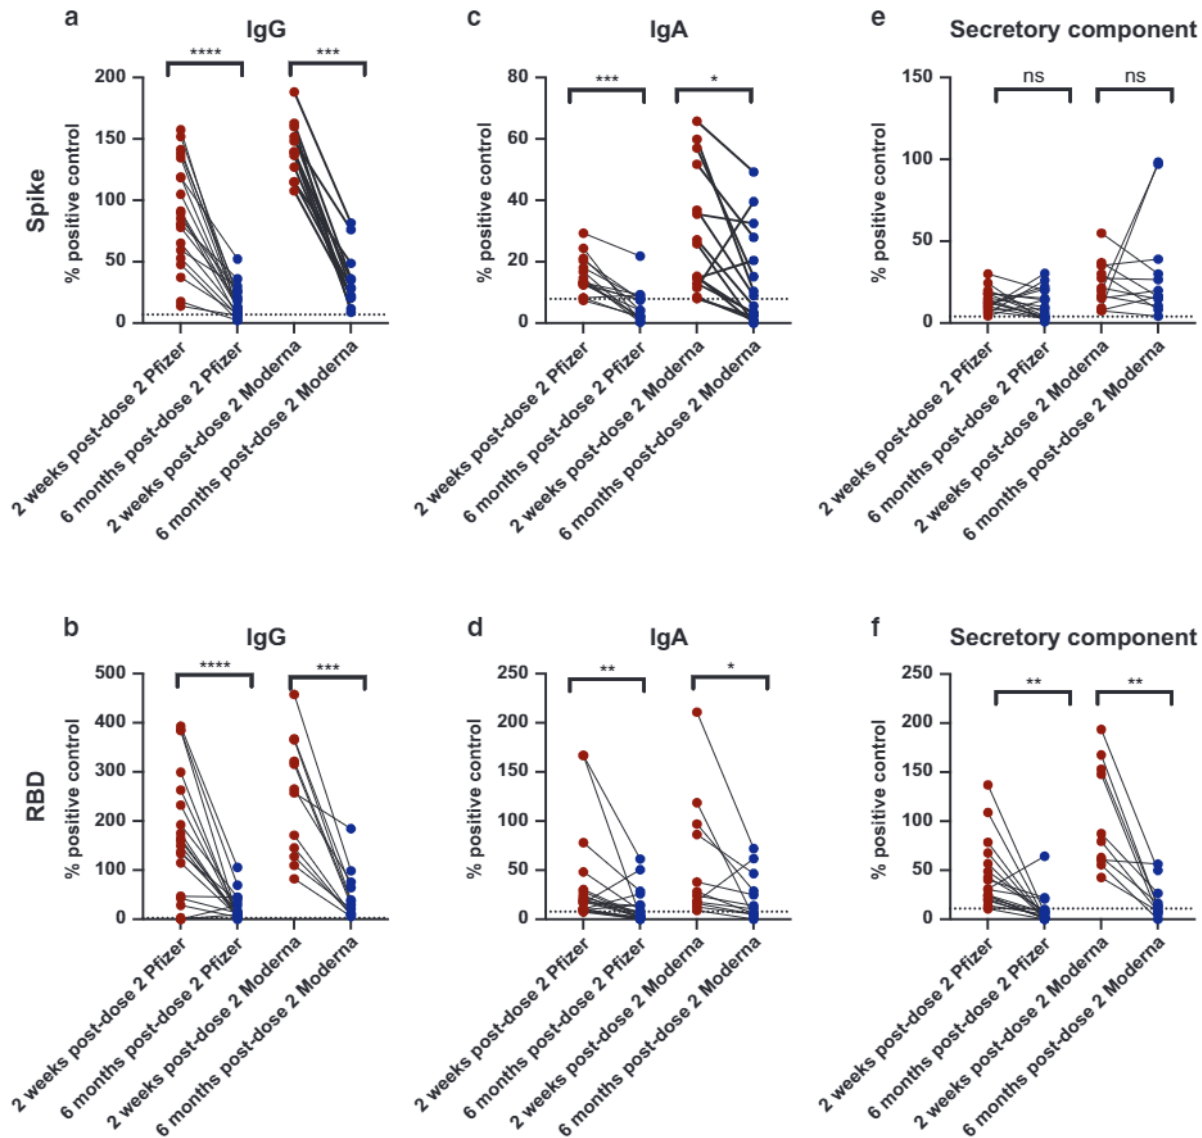 a
IgG
****
***
Spike
% positive control
200
150
100
50
0
2 weeks post-dose 2 Pfizer
6 months post-dose 2 Pfizer
2 weeks post-dose 2 Moderna
6 months post-dose 2 Moderna
c
IgA
***
*
% positive control
80
60
40
20
0
2 weeks post-dose 2 Pfizer
6 months post-dose 2 Pfizer
2 weeks post-dose 2 Moderna
6 months post-dose 2 Moderna
e
Secretory component
ns
ns
% positive control
150
100
50
0
2 weeks post-dose 2 Pfizer
6 months post-dose 2 Pfizer
2 weeks post-dose 2 Moderna
6 months post-dose 2 Moderna
b
IgG
****
***
RBD
% positive control
500
400
300
200
100
0
2 weeks post-dose 2 Pfizer
6 months post-dose 2 Pfizer
2 weeks post-dose 2 Moderna
6 months post-dose 2 Moderna
d
IgA
**
*
% positive control
250
200
150
100
50
0
2 weeks post-dose 2 Pfizer
6 months post-dose 2 Pfizer
2 weeks post-dose 2 Moderna
6 months post-dose 2 Moderna
f
Secretory component
**
**
% positive control
250
200
150
100
50
0
2 weeks post-dose 2 Pfizer
6 months post-dose 2 Pfizer
2 weeks post-dose 2 Moderna
6 months post-dose 2 Moderna